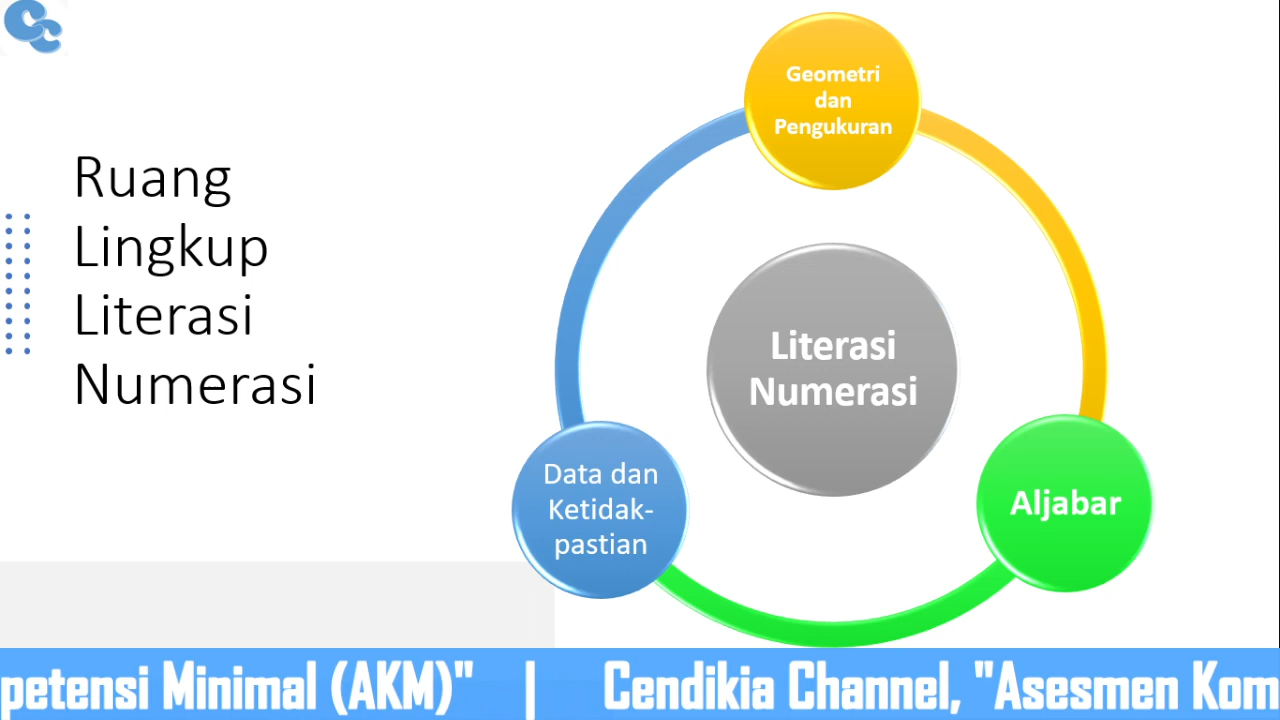 Ruang
Lingkup
Literasi
Numerasi
Geometri
dan
Pengukuran
Literasi
Numerasi
Data dan
Ketidak-
pastian
Aljabar
petensi Minimal (AKM)" | Cendikia Channel, "Asesmen Kom